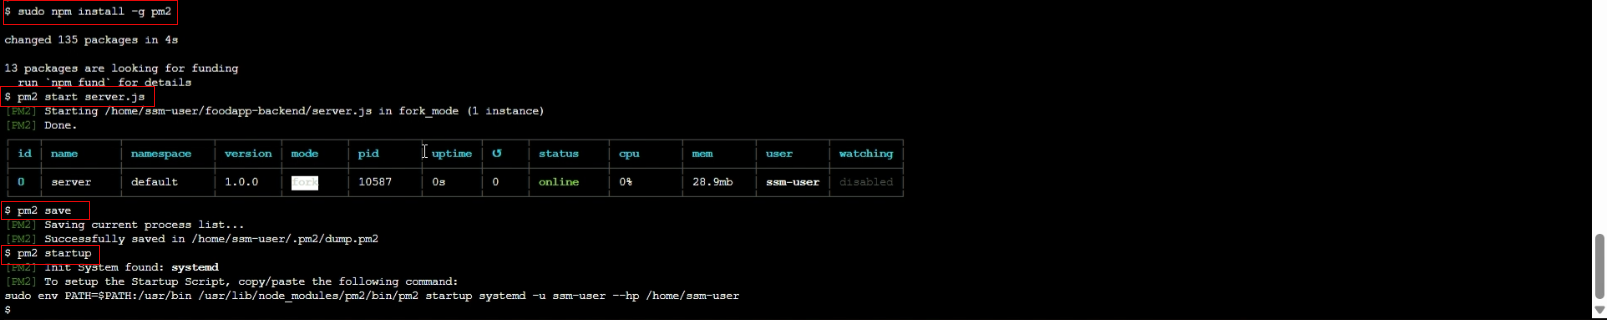 $ sudo npm install -g pm2
changed 135 packages in 4s
13 packages are looking for funding
run `npm fund` for details
$ pm2 start server.js
[PM2] Starting /home/ssm-user/foodapp-backend/server.js in fork_mode (1 instance)
[PM2] Done.
id name namespace version mode pid uptime ↺ status cpu mem user watching
0 server default 1.0.0 fork 10587 0s 0 online 0% 28.9mb ssm-user disabled
$ pm2 save
[PM2] Saving current process list...
[PM2] Successfully saved in /home/ssm-user/.pm2/dump.pm2
$ pm2 startup
[PM2] Init System found: systemd
[PM2] To setup the Startup Script, copy/paste the following command:
sudo env PATH=$PATH:/usr/bin /usr/lib/node_modules/pm2/bin/pm2 startup systemd -u ssm-user --hp /home/ssm-user
$